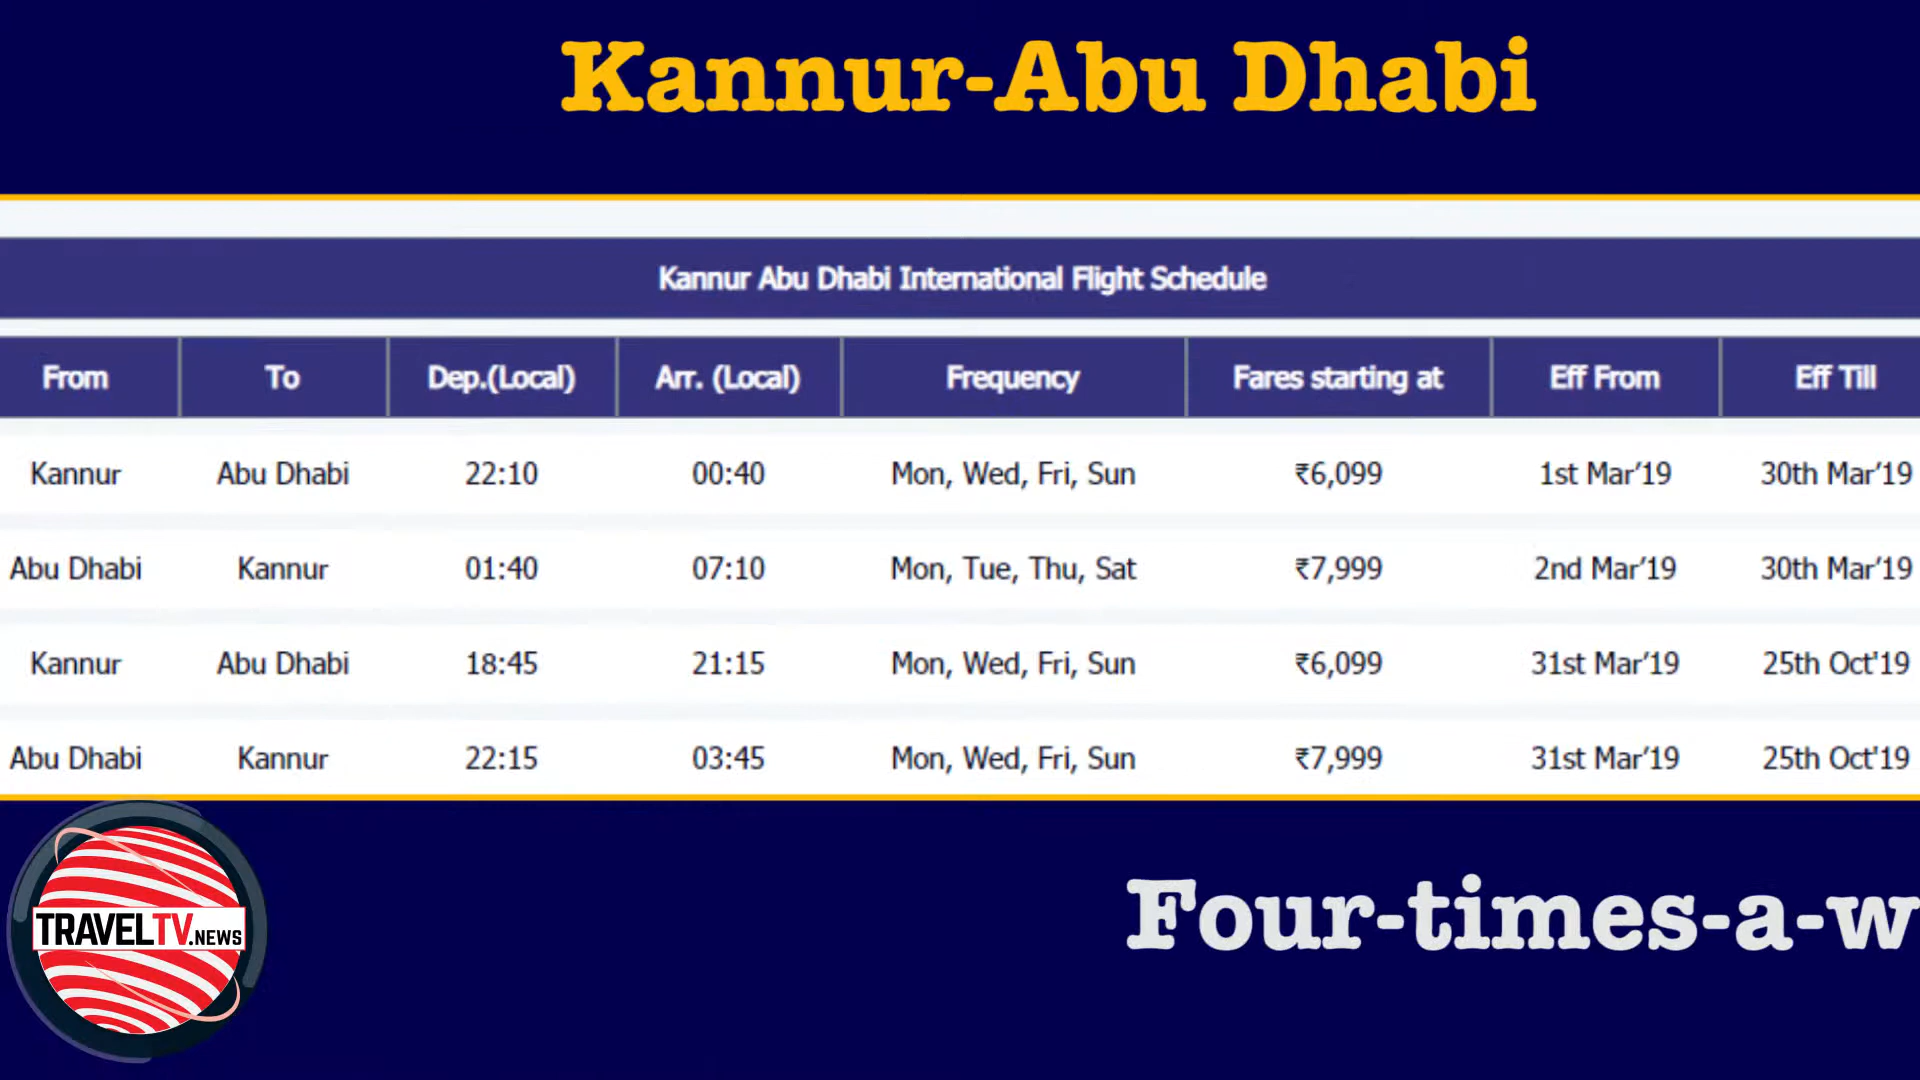 Kannur-Abu Dhabi
Kannur Abu Dhabi International Flight Schedule
From To Dep.(Local) Arr. (Local) Frequency Fares starting at Eff From Eff Till
Kannur Abu Dhabi 22:10 00:40 Mon, Wed, Fri, Sun ₹6,099 1st Mar’19 30th Mar’19
Abu Dhabi Kannur 01:40 07:10 Mon, Tue, Thu, Sat ₹7,999 2nd Mar’19 30th Mar’19
Kannur Abu Dhabi 18:45 21:15 Mon, Wed, Fri, Sun ₹6,099 31st Mar’19 25th Oct'19
Abu Dhabi Kannur 22:15 03:45 Mon, Wed, Fri, Sun ₹7,999 31st Mar’19 25th Oct'19
TRAVELTV.NEWS
Four-times-a-w